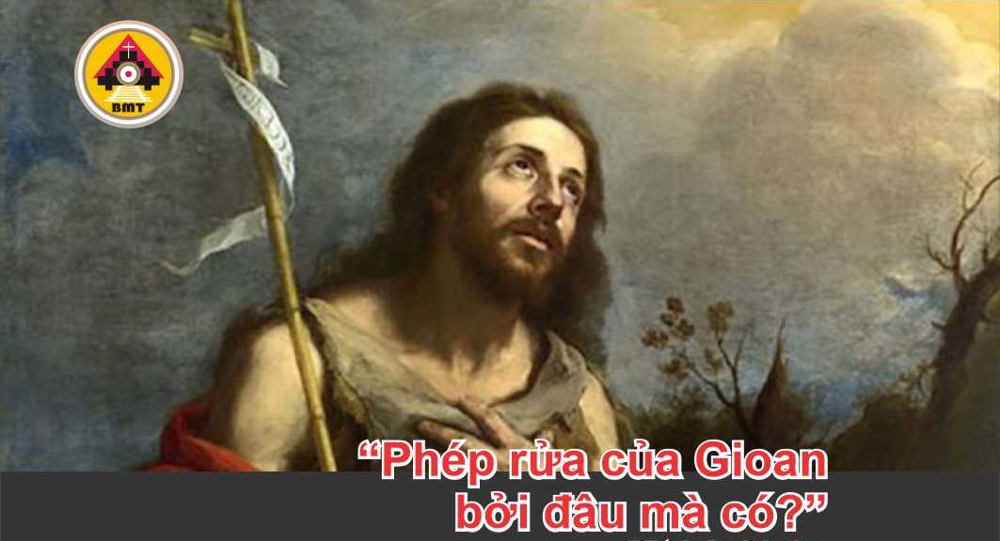 BMT
“Phép rửa của Gioan
bởi đâu mà có?”